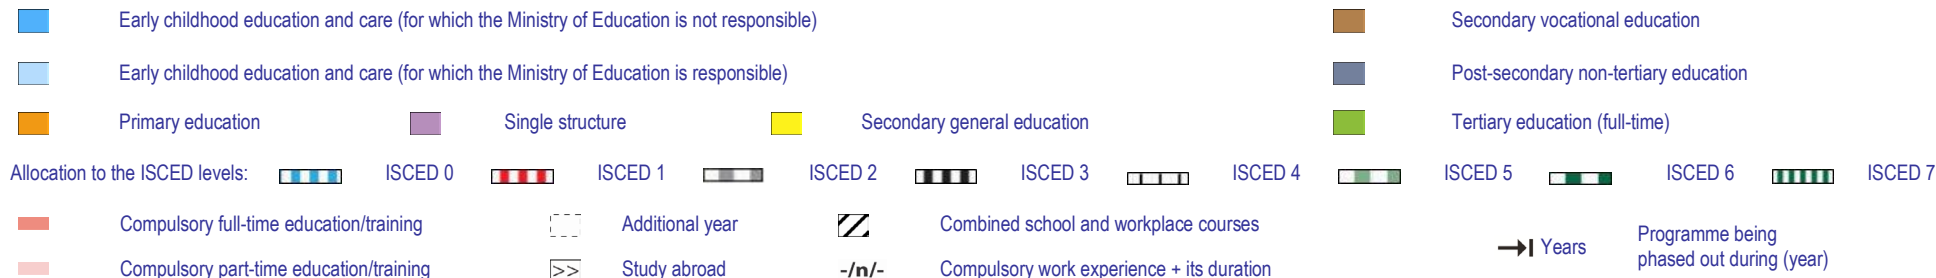 Early childhood education and care (for which the Ministry of Education is not responsible) Secondary vocational education
Early childhood education and care (for which the Ministry of Education is responsible) Post-secondary non-tertiary education
Primary education Single structure Secondary general education Tertiary education (full-time)
Allocation to the ISCED levels: ISCED 0 ISCED 1 ISCED 2 ISCED 3 ISCED 4 ISCED 5 ISCED 6 ISCED 7
Compulsory full-time education/training Additional year Combined school and workplace courses
Years Programme being
phased out during (year)
Compulsory part-time education/training >> Study abroad -/n/- Compulsory work experience + its duration